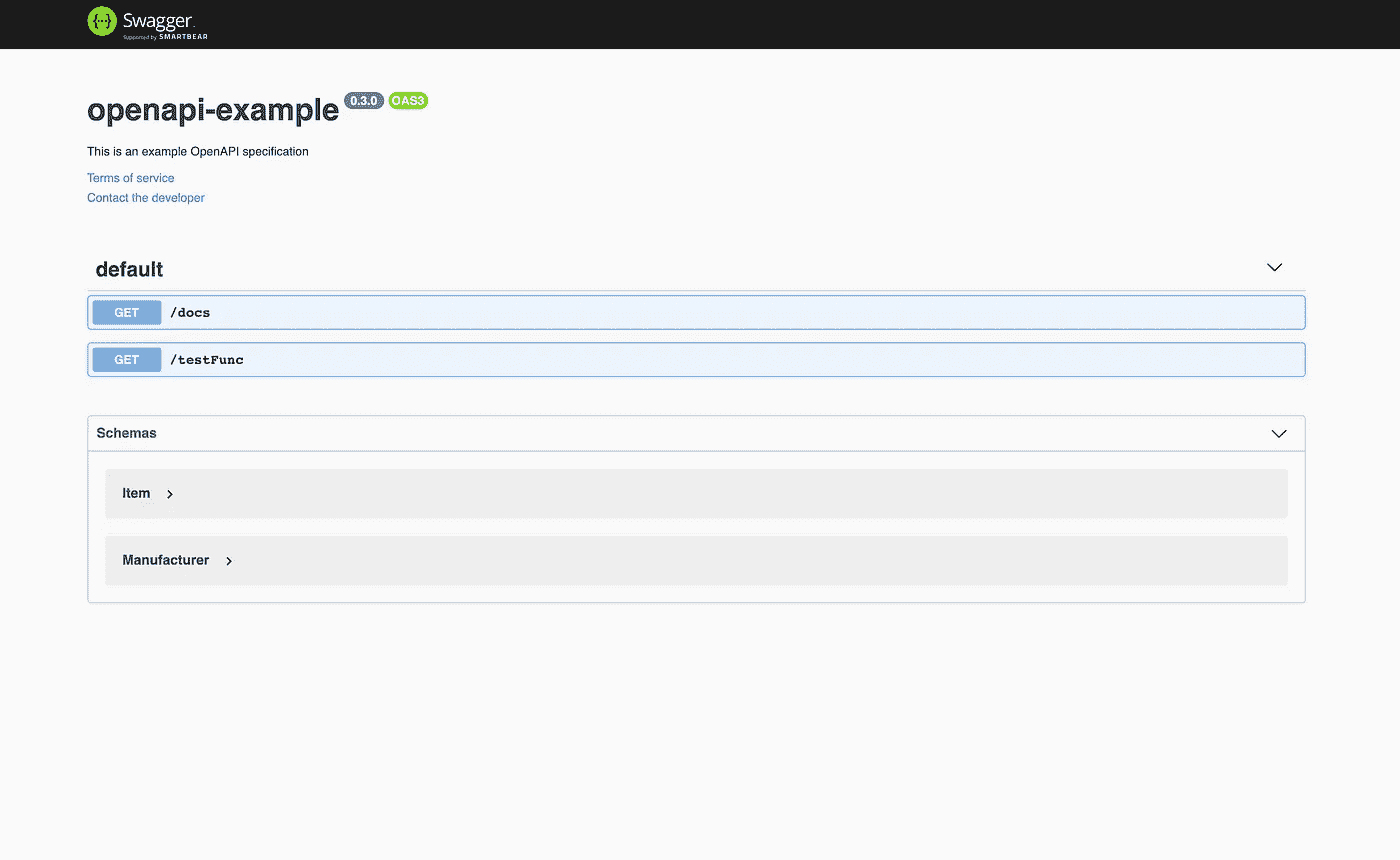 {···} Swagger.
Supported by SMARTBEAR
openapi-example 0.3.0 OAS3
This is an example OpenAPI specification
Terms of service
Contact the developer
default
GET /docs
GET /testFunc
Schemas
Item
Manufacturer